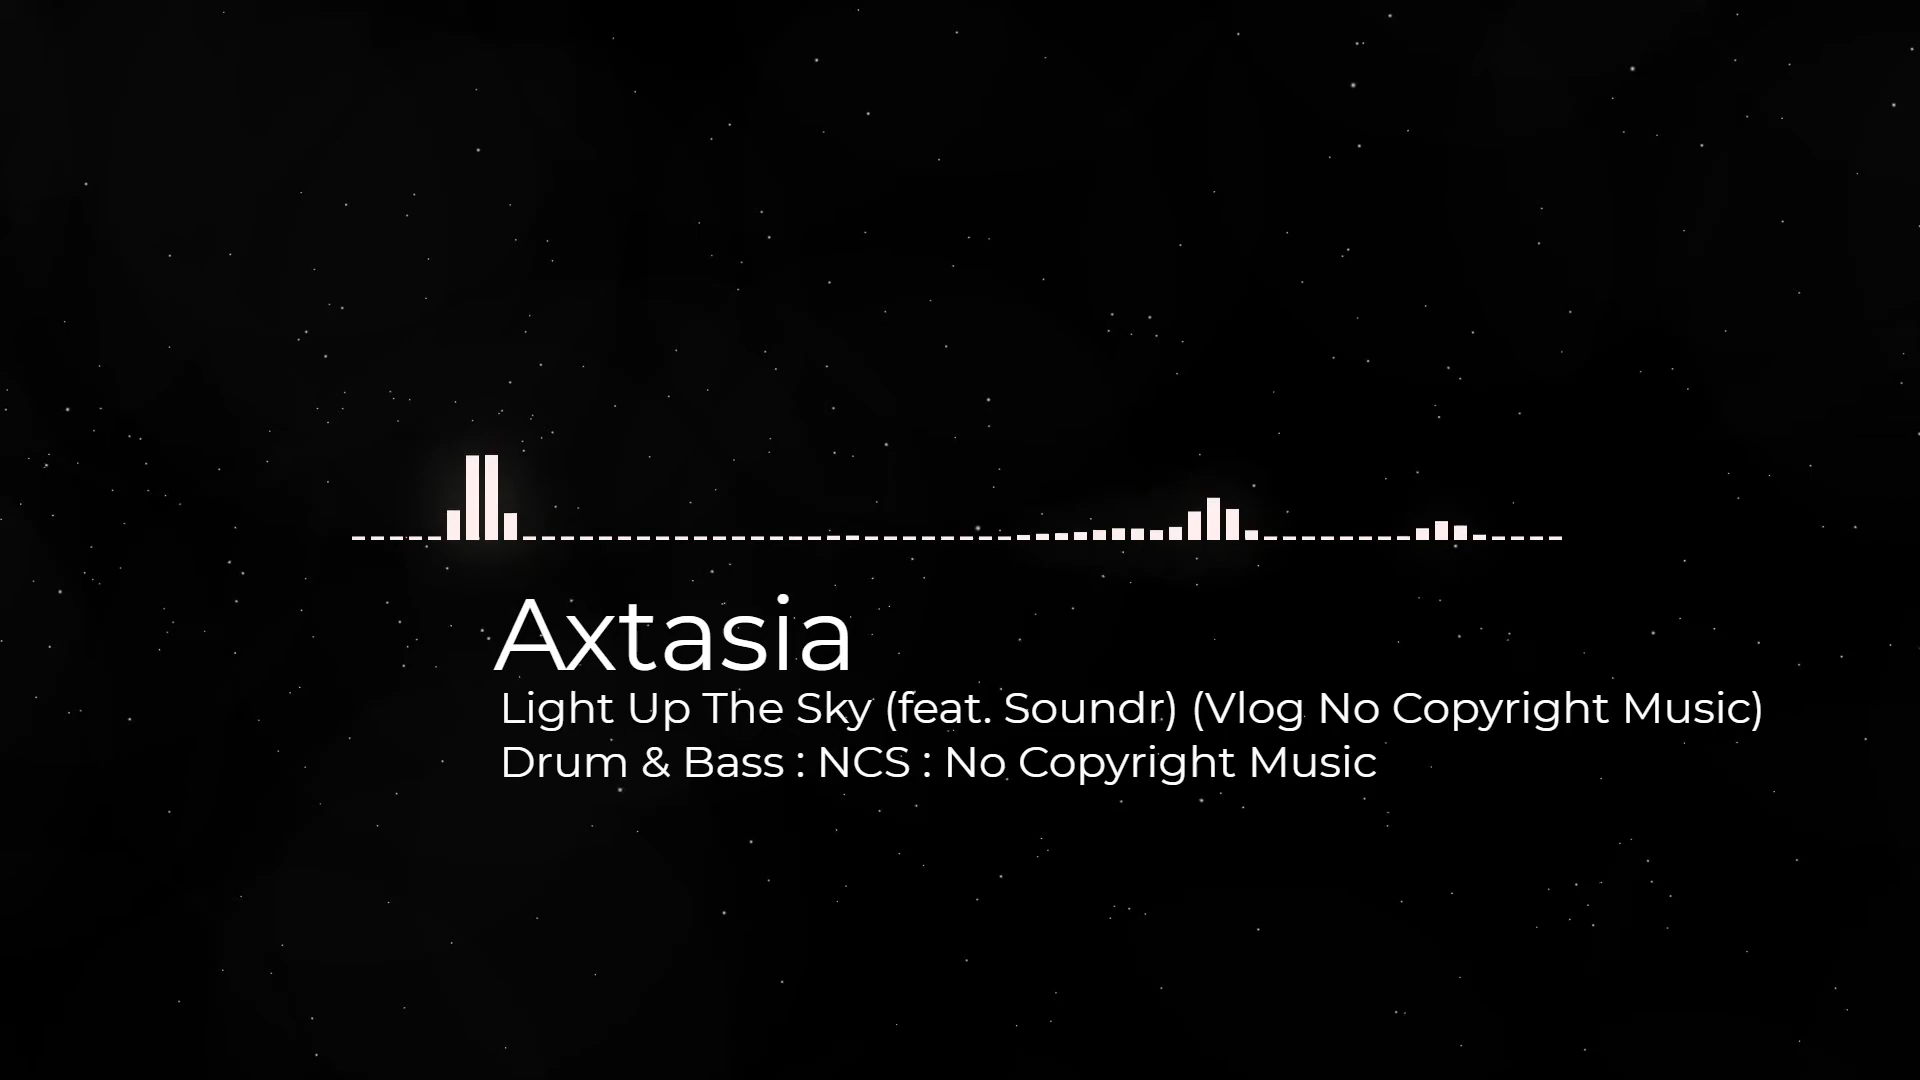 Axtasia
Light Up The Sky (feat. Soundr) (Vlog No Copyright Music)
Drum & Bass : NCS : No Copyright Music